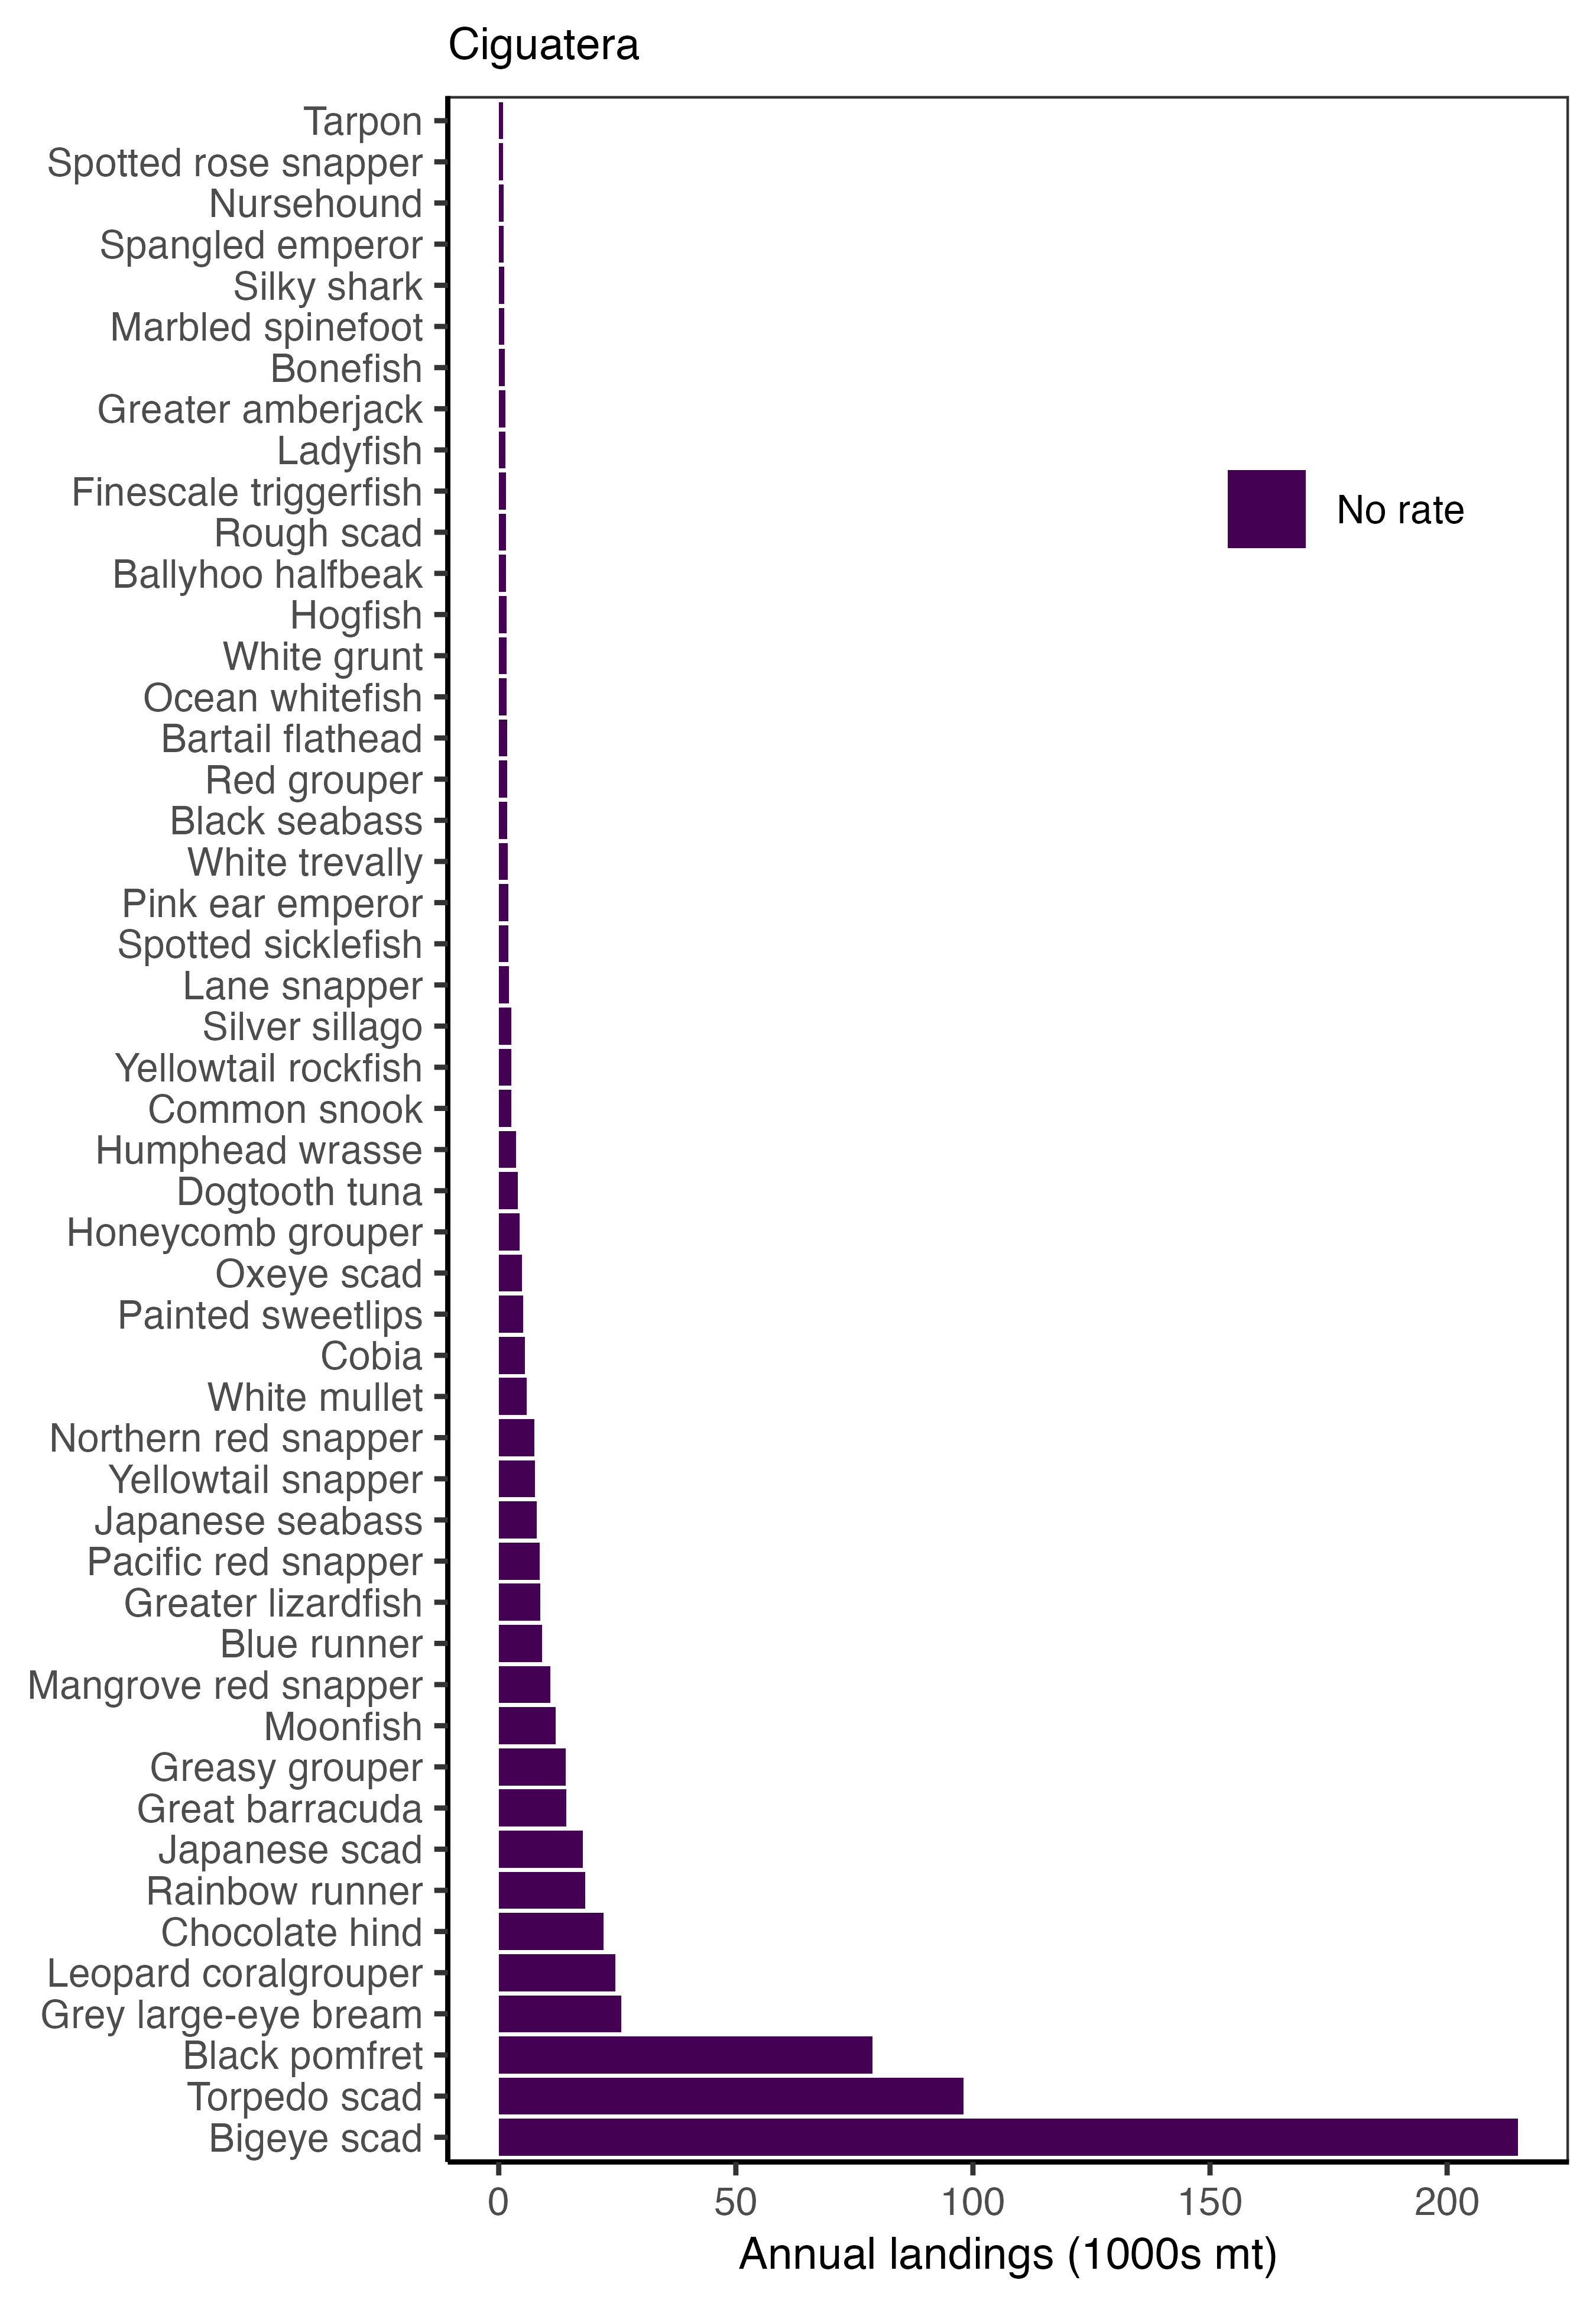 Ciguatera
Tarpon
Spotted rose snapper
Nursehound
Spangled emperor
Silky shark
Marbled spinefoot
Bonefish
Greater amberjack
Ladyfish
Finescale triggerfish
No rate
Rough scad
Ballyhoo halfbeak
Hogfish
White grunt
Ocean whitefish
Bartail flathead
Red grouper
Black seabass
White trevally
Pink ear emperor
Spotted sicklefish
Lane snapper
Silver sillago
Yellowtail rockfish
Common snook
Humphead wrasse
Dogtooth tuna
Honeycomb grouper
Oxeye scad
Painted sweetlips
Cobia
White mullet
Northern red snapper
Yellowtail snapper
Japanese seabass
Pacific red snapper
Greater lizardfish
Blue runner
Mangrove red snapper
Moonfish
Greasy grouper
Great barracuda
Japanese scad
Rainbow runner
Chocolate hind
Leopard coralgrouper
Grey large-eye bream
Black pomfret
Torpedo scad
Bigeye scad
0 50 100 150 200
Annual landings (1000s mt)